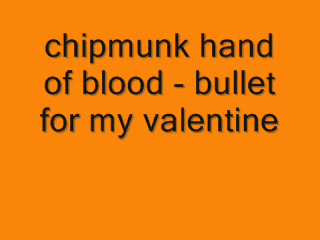 chipmunk hand
of blood - bullet
for my valentine